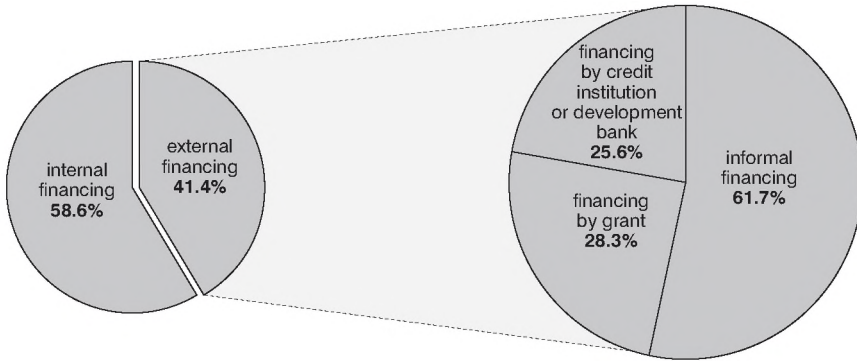 internal
financing
58.6%
external
financing
41.4%
financing
by credit
institution
or development
bank
25.6%
financing
by grant
28.3%
informal
financing
61.7%